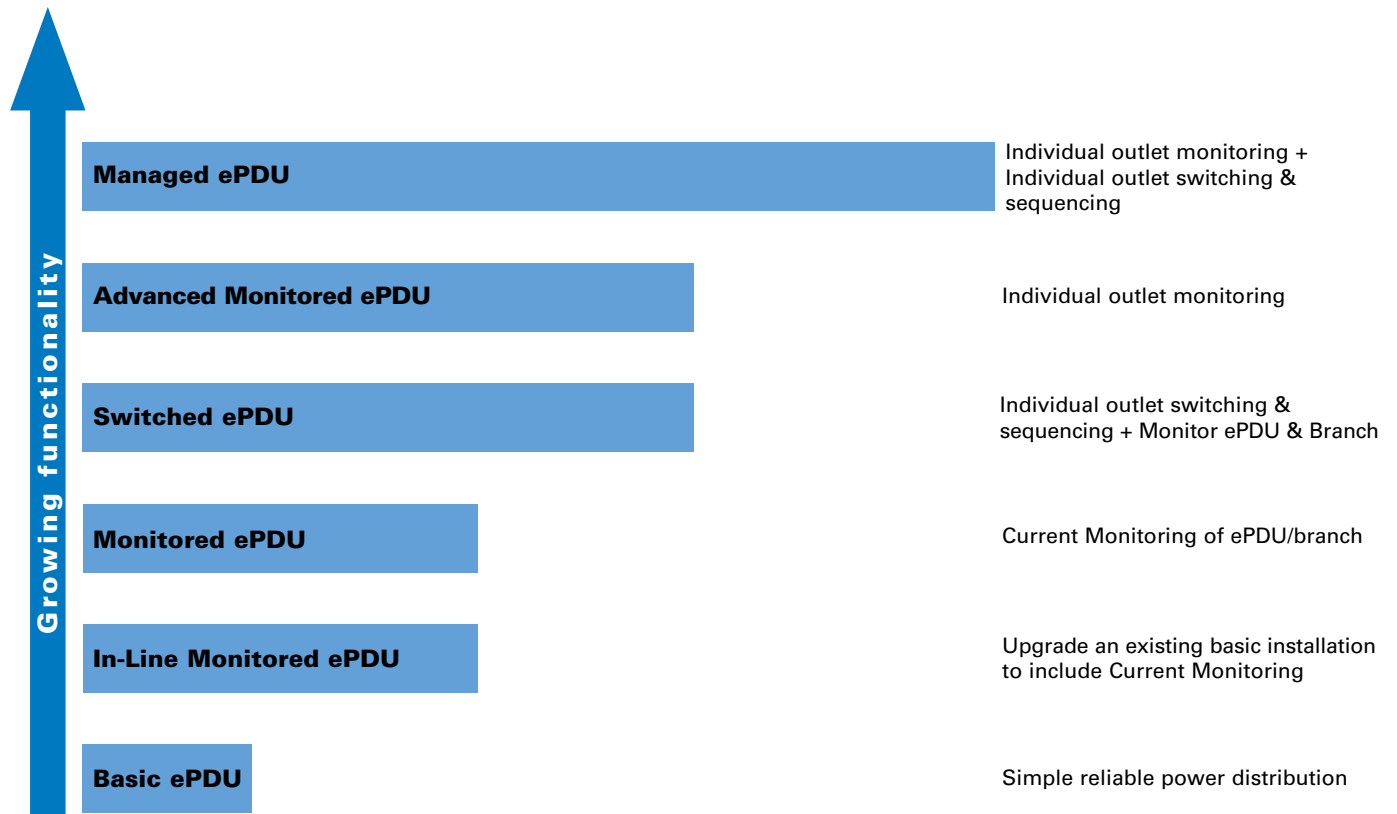 Growing functionality
Managed ePDU
Individual outlet monitoring +
Individual outlet switching &
sequencing
Advanced Monitored ePDU
Individual outlet monitoring
Switched ePDU
Individual outlet switching &
sequencing + Monitor ePDU & Branch
Monitored ePDU
Current Monitoring of ePDU/branch
In-Line Monitored ePDU
Upgrade an existing basic installation
to include Current Monitoring
Basic ePDU
Simple reliable power distribution